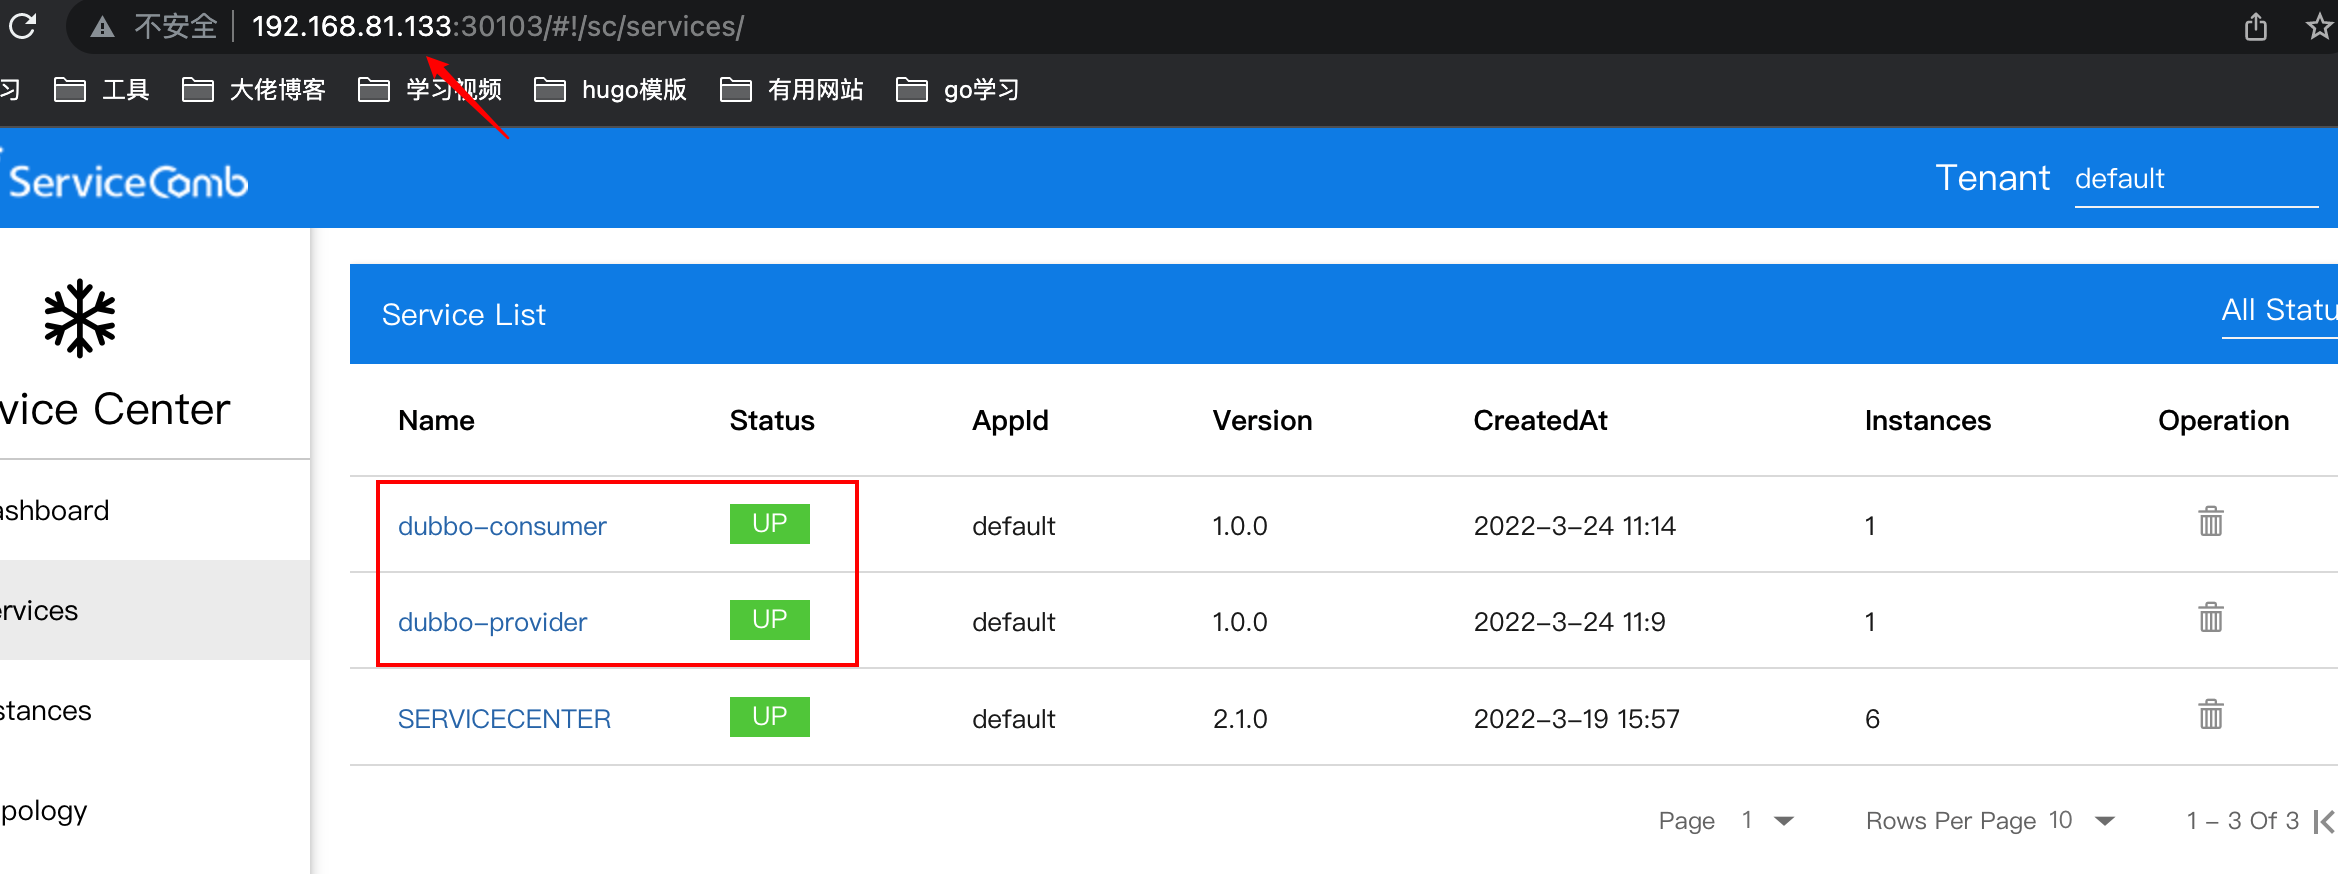 不安全 192.168.81.133:30103/#!/sc/services/
习 工具 大佬博客 学习视频 hugo模版 有用网站 go学习
ServiceComb Tenant default
Service List All Statu
vice Center
Name Status AppId Version CreatedAt Instances Operation
ashboard
dubbo-consumer UP default 1.0.0 2022-3-24 11:14 1
ervices
dubbo-provider UP default 1.0.0 2022-3-24 11:9 1
stances
SERVICECENTER UP default 2.1.0 2022-3-19 15:57 6
pology
Page 1 Rows Per Page 10 1 - 3 Of 3